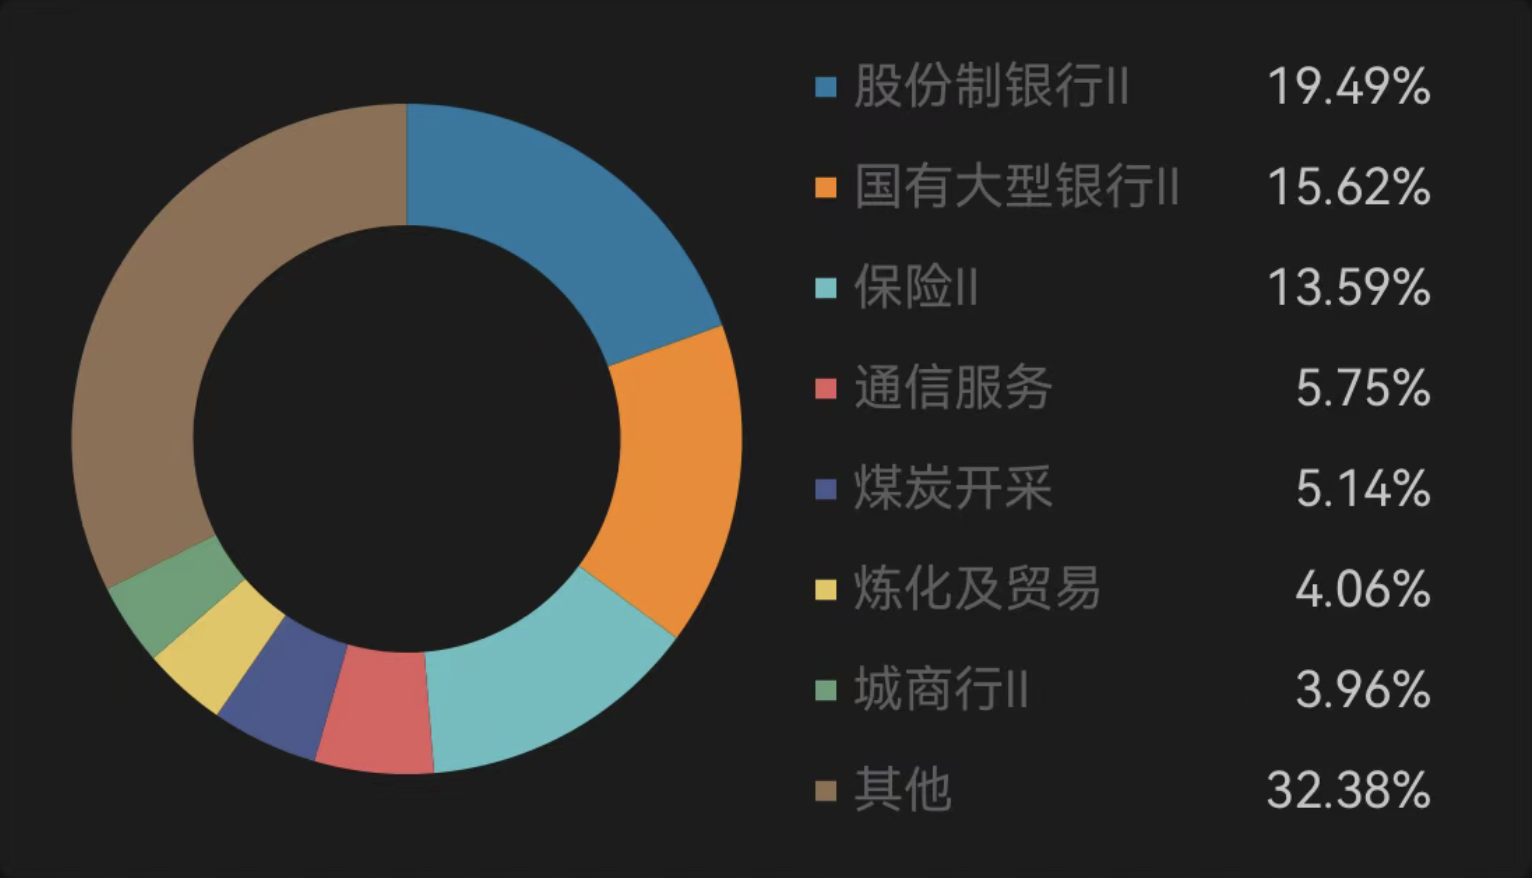 股份制银行II 19.49%
国有大型银行II 15.62%
保险II 13.59%
通信服务 5.75%
煤炭开采 5.14%
炼化及贸易 4.06%
城商行II 3.96%
其他 32.38%